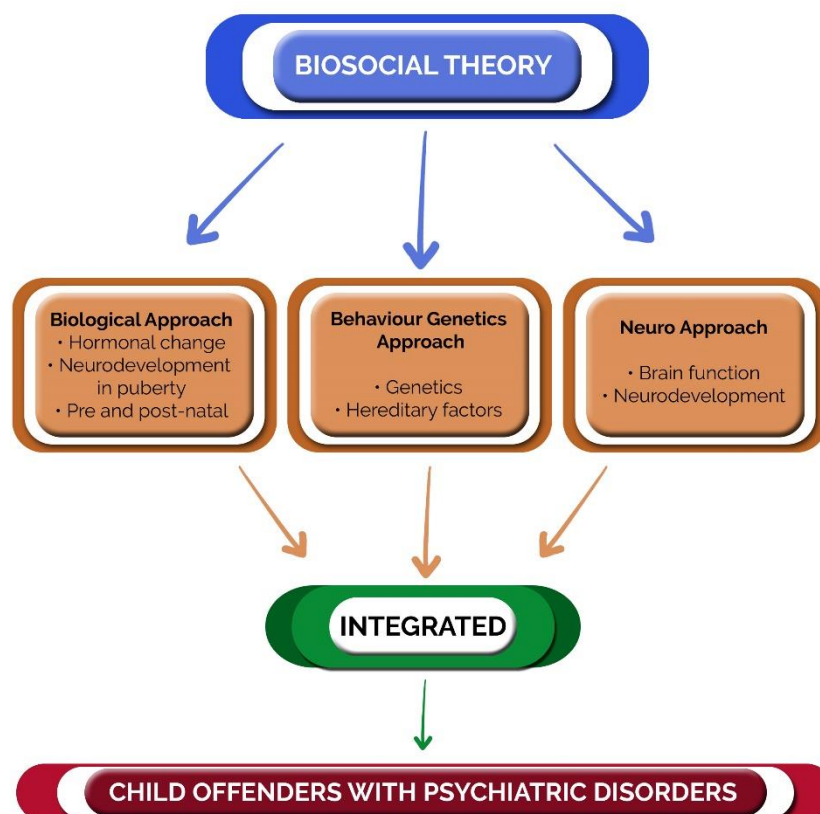 BIOSOCIAL THEORY
Biological Approach
• Hormonal change
• Neurodevelopment
in puberty
• Pre and post-natal
Behaviour Genetics
Approach
• Genetics
• Hereditary factors
Neuro Approach
• Brain function
• Neurodevelopment
INTEGRATED
CHILD OFFENDERS WITH PSYCHIATRIC DISORDERS